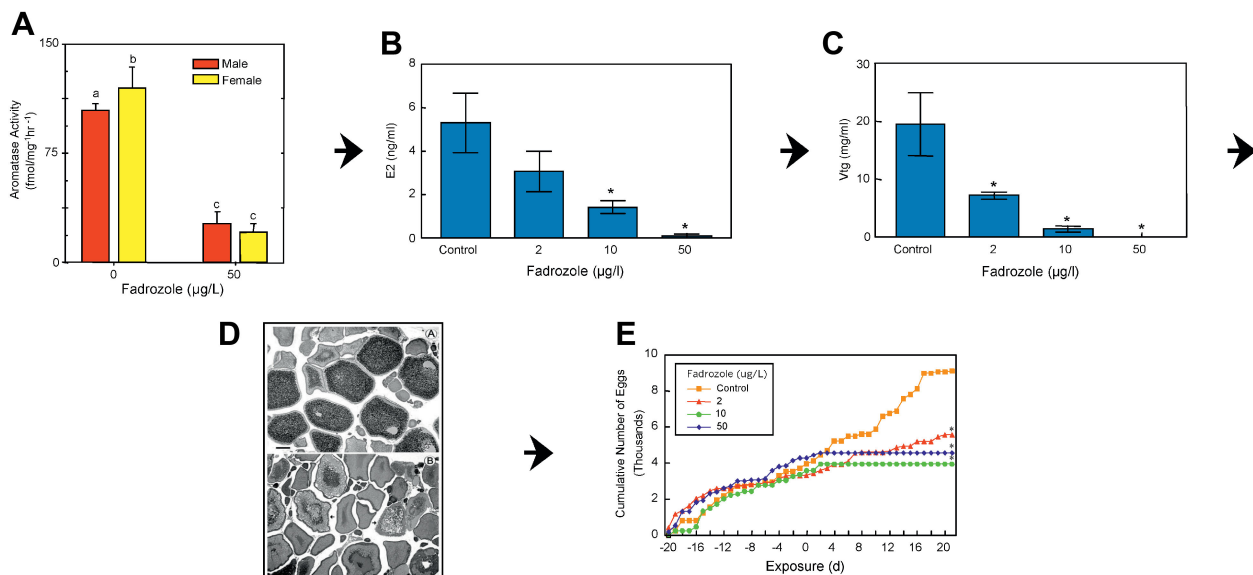 A
150
75
0
Aromatase Activity
(fmol/mg⁻¹hr⁻¹)
Male
Female
a
b
c
c
0
50
Fadrozole (µg/L)
B
8
6
4
2
0
E2 (ng/ml)
*
*
Control
2
10
50
Fadrozole (µg/l)
C
30
20
10
0
Vtg (mg/ml)
*
*
*
Control
2
10
50
Fadrozole (µg/l)
D
A
B
E
10
8
6
4
2
0
Cumulative Number of Eggs
(Thousands)
Fadrozole (ug/L)
Control
2
10
50
*
*
*
-20
-16
-12
-8
-4
0
4
8
12
16
20
Exposure (d)